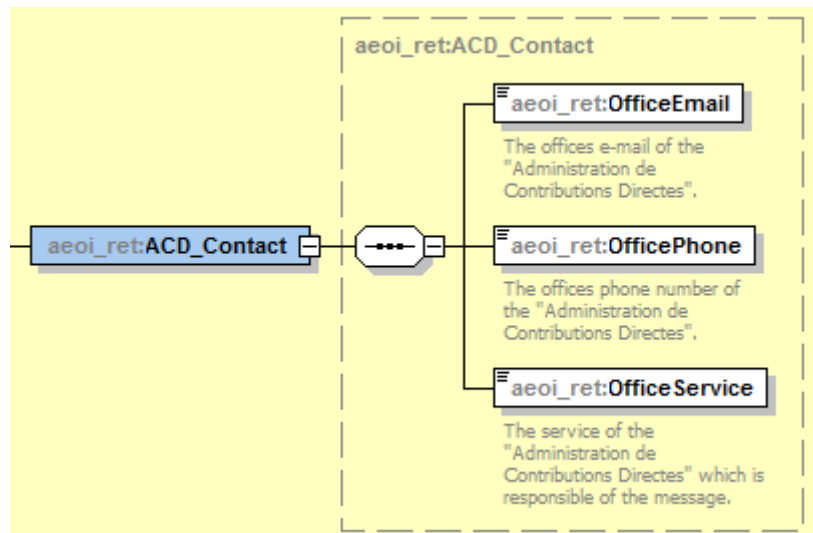 aeoi_ret:ACD_Contact
aeoi_ret:OfficeEmail
The offices e-mail of the
"Administration de
Contributions Directes".
aeoi_ret:ACD_Contact
aeoi_ret:OfficePhone
The offices phone number of
the "Administration de
Contributions Directes".
aeoi_ret:OfficeService
The service of the
"Administration de
Contributions Directes" which is
responsible of the message.